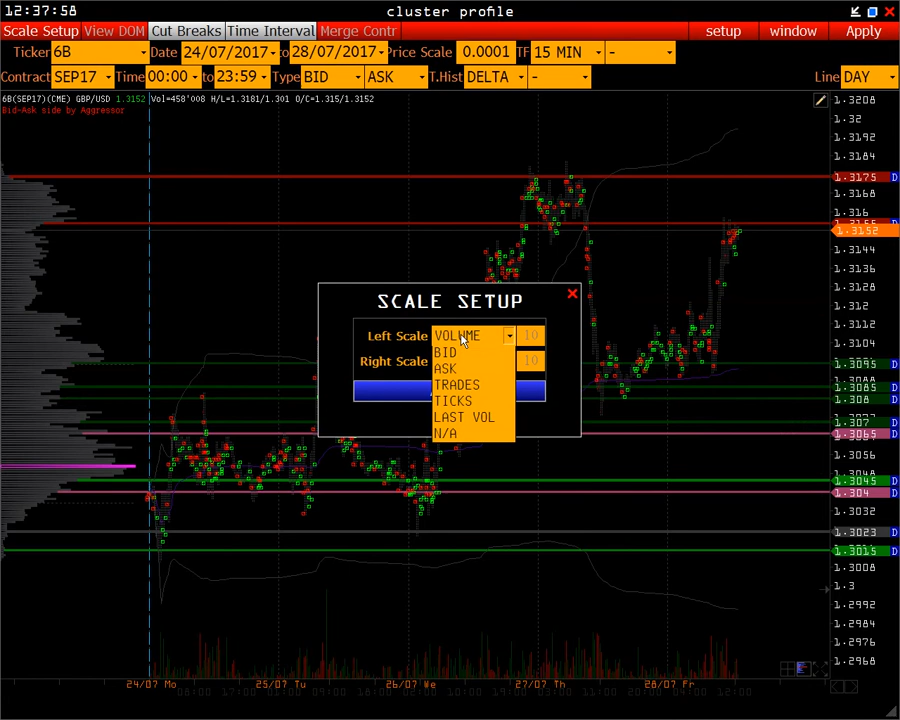 12:37:58 cluster profile
Scale Setup View DOM Cut Breaks Time Interval Merge Contr setup window Apply
Ticker 6B Date 24/07/2017 to 28/07/2017 Price Scale 0.0001 TF 15 MIN -
Contract SEP17 Time 00:00 to 23:59 Type BID ASK T.Hist DELTA - Line DAY
6B(SEP17)(CME) GBP/USD 1.3152 Vol=458'008 H/L=1.3181/1.301 O/C=1.315/1.3152
Bid-Ask side by Aggressor
1.3208
1.32
1.3192
1.3184
1.3175 D
1.3168
1.316
D
1.3152
1.3144
1.3136
1.3128
1.312
1.3112
1.3104
1.3095 D
1.3085 D
1.308 D
1.307 D
1.3065 D
1.3056
1.3048
1.3045 D
1.304 D
1.3032
1.3023 D
1.3015 D
1.3008
1.3
1.2992
1.2984
1.2976
1.2968
SCALE SETUP
Left Scale VOLUME 10
Right Scale 10
BID
ASK
TRADES
TICKS
LAST VOL
N/A
24/07 Mo 25/07 Tu 26/07 We 27/07 Th 28/07 Fr